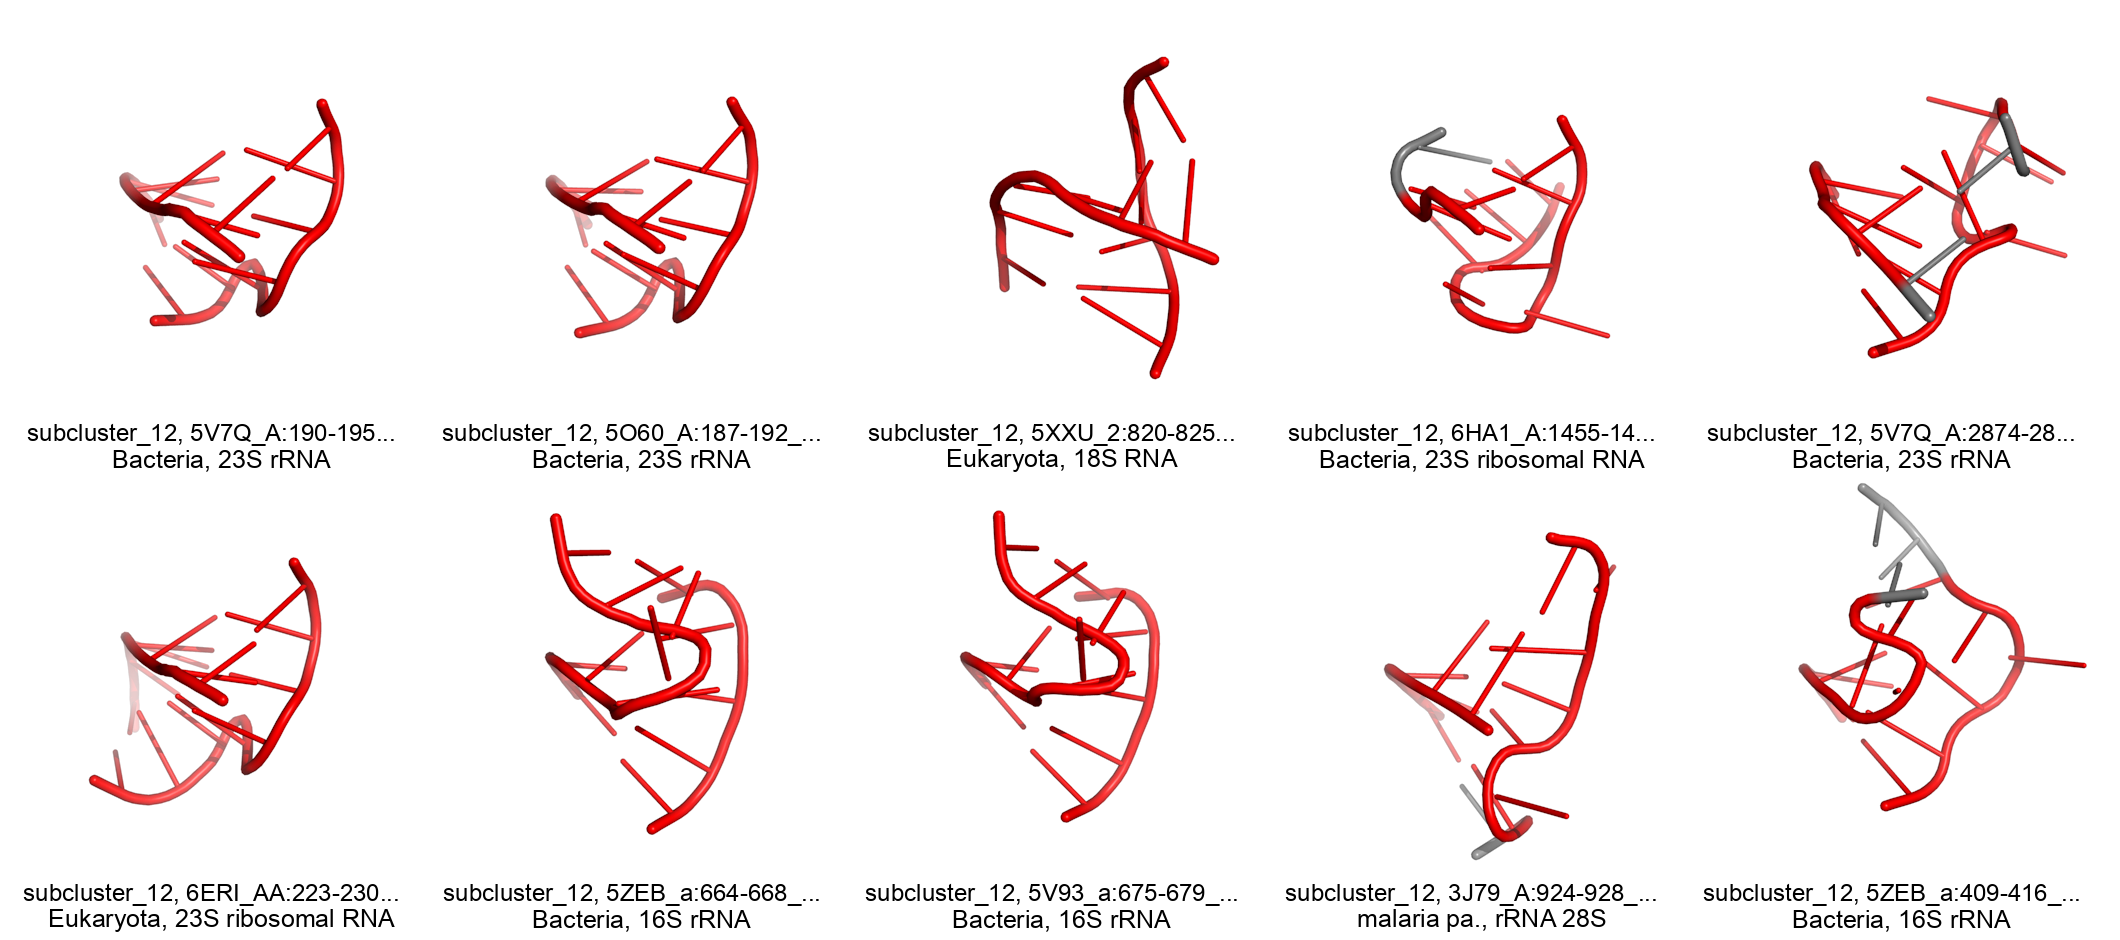 subcluster_12, 5V7Q_A:190-195...
Bacteria, 23S rRNA
subcluster_12, 5O60_A:187-192_...
Bacteria, 23S rRNA
subcluster_12, 5XXU_2:820-825...
Eukaryota, 18S RNA
subcluster_12, 6HA1_A:1455-14...
Bacteria, 23S ribosomal RNA
subcluster_12, 5V7Q_A:2874-28...
Bacteria, 23S rRNA
subcluster_12, 6ERI_AA:223-230...
Eukaryota, 23S ribosomal RNA
subcluster_12, 5ZEB_a:664-668_...
Bacteria, 16S rRNA
subcluster_12, 5V93_a:675-679_...
Bacteria, 16S rRNA
subcluster_12, 3J79_A:924-928_...
malaria pa., rRNA 28S
subcluster_12, 5ZEB_a:409-416_...
Bacteria, 16S rRNA